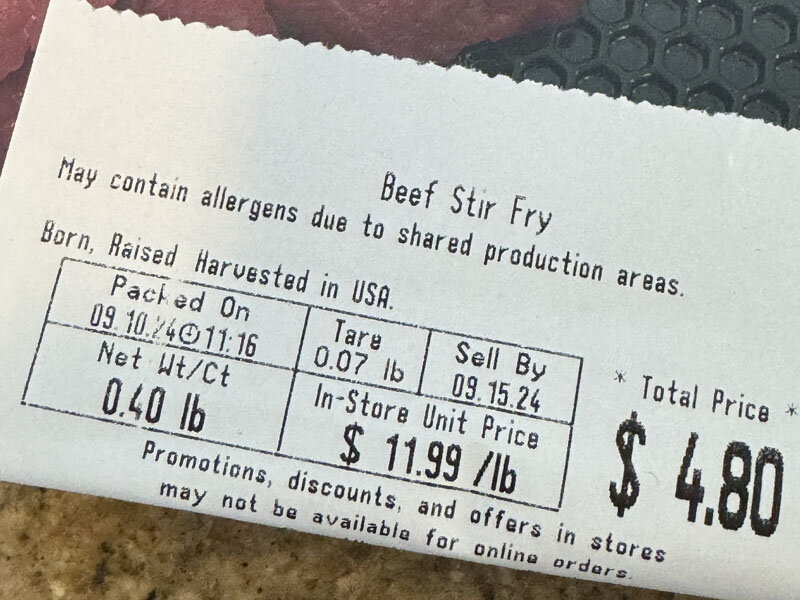 Beef Stir Fry
May contain allergens due to shared production areas.
Born, Raised Harvested in USA.
Packed On
09.10.24 11:16
Tare
0.07 lb
Sell By
09.15.24
Net Wt/Ct
0.40 lb
In-Store Unit Price
$ 11.99 /lb
* Total Price *
$ 4.80
Promotions, discounts, and offers in stores
may not be available for online orders.